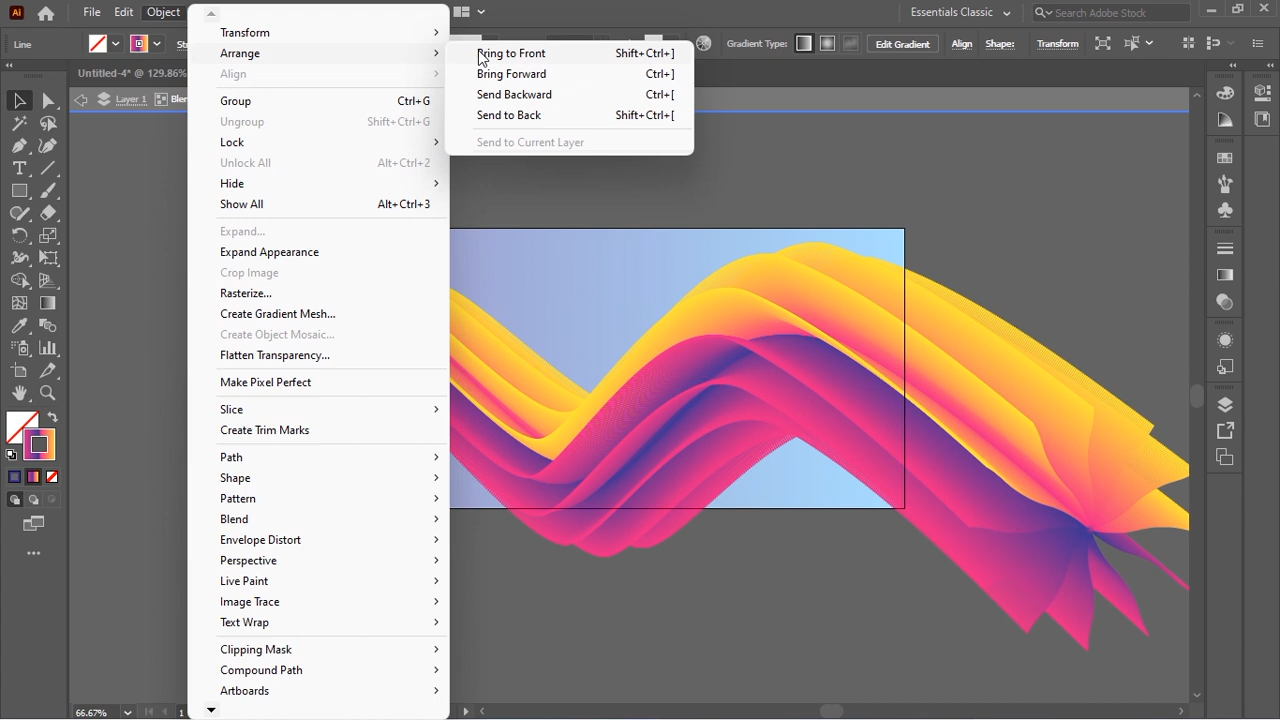 Ai
File
Edit
Object
Essentials Classic
Search Adobe Stock
Line
Gradient Type:
Edit Gradient
Align
Shape:
Transform
Untitled-4* @ 129.86%
Layer 1
Transform
Arrange
Align
Group Ctrl+G
Ungroup Shift+Ctrl+G
Lock
Unlock All Alt+Ctrl+2
Hide
Show All Alt+Ctrl+3
Expand...
Expand Appearance
Crop Image
Rasterize...
Create Gradient Mesh...
Create Object Mosaic...
Flatten Transparency...
Make Pixel Perfect
Slice
Create Trim Marks
Path
Shape
Pattern
Blend
Envelope Distort
Perspective
Live Paint
Image Trace
Text Wrap
Clipping Mask
Compound Path
Artboards
Bring to Front Shift+Ctrl+]
Bring Forward Ctrl+]
Send Backward Ctrl+[
Send to Back Shift+Ctrl+[
Send to Current Layer
66.67%
1